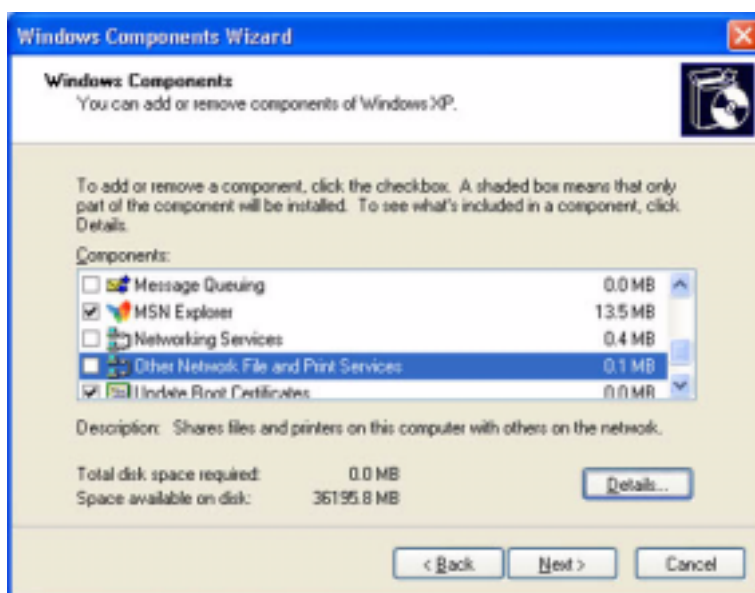 Windows Components Wizard
Windows Components
You can add or remove components of Windows XP.
To add or remove a component, click the checkbox. A shaded box means that only
part of the component will be installed. To see what's included in a component, click
Details.
Components:
Message Queuing 0.0 MB
MSN Explorer 13.5 MB
Networking Services 0.4 MB
Other Network File and Print Services 0.1 MB
Update Root Certificates 0.0 MB
Description: Shares files and printers on this computer with others on the network.
Total disk space required: 0.0 MB
Space available on disk: 36195.8 MB
Details...
< Back Next > Cancel